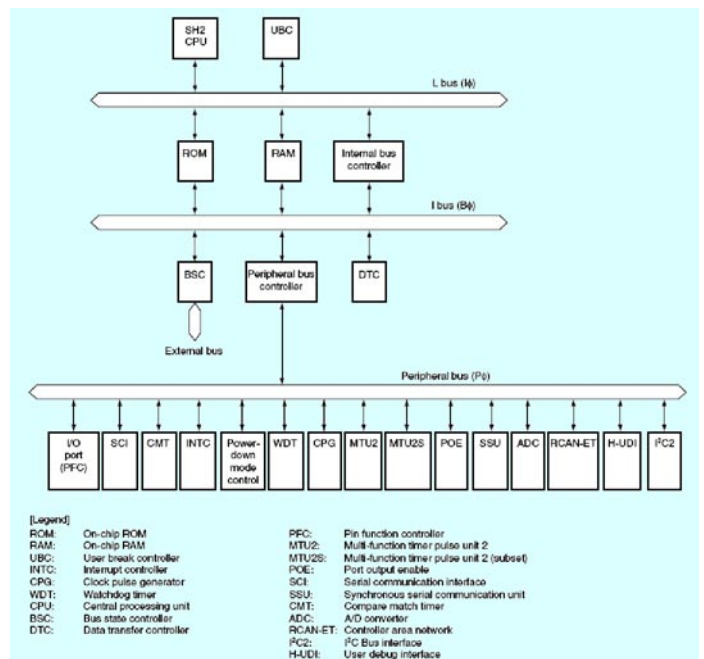 SH2
CPU
UBC
L bus (Iϕ)
ROM
RAM
Internal bus
controller
I bus (Bϕ)
BSC
Peripheral bus
controller
DTC
External bus
Peripheral bus (Pϕ)
I/O
port
(PFC)
SCI
CMT
INTC
Power-
down
mode
control
WDT
CPG
MTU2
MTU2S
POE
SSU
ADC
RCAN-ET
H-UDI
I²C2
[Legend]
ROM: On-chip ROM
RAM: On-chip RAM
UBC: User break controller
INTC: Interrupt controller
CPG: Clock pulse generator
WDT: Watchdog timer
CPU: Central processing unit
BSC: Bus state controller
DTC: Data transfer controller
PFC: Pin function controller
MTU2: Multi-function timer pulse unit 2
MTU2S: Multi-function timer pulse unit 2 (subset)
POE: Port output enable
SCI: Serial communication interface
SSU: Synchronous serial communication unit
CMT: Compare match timer
ADC: A/D converter
RCAN-ET: Controller area network
I²C2: I²C Bus interface
H-UDI: User debug interface